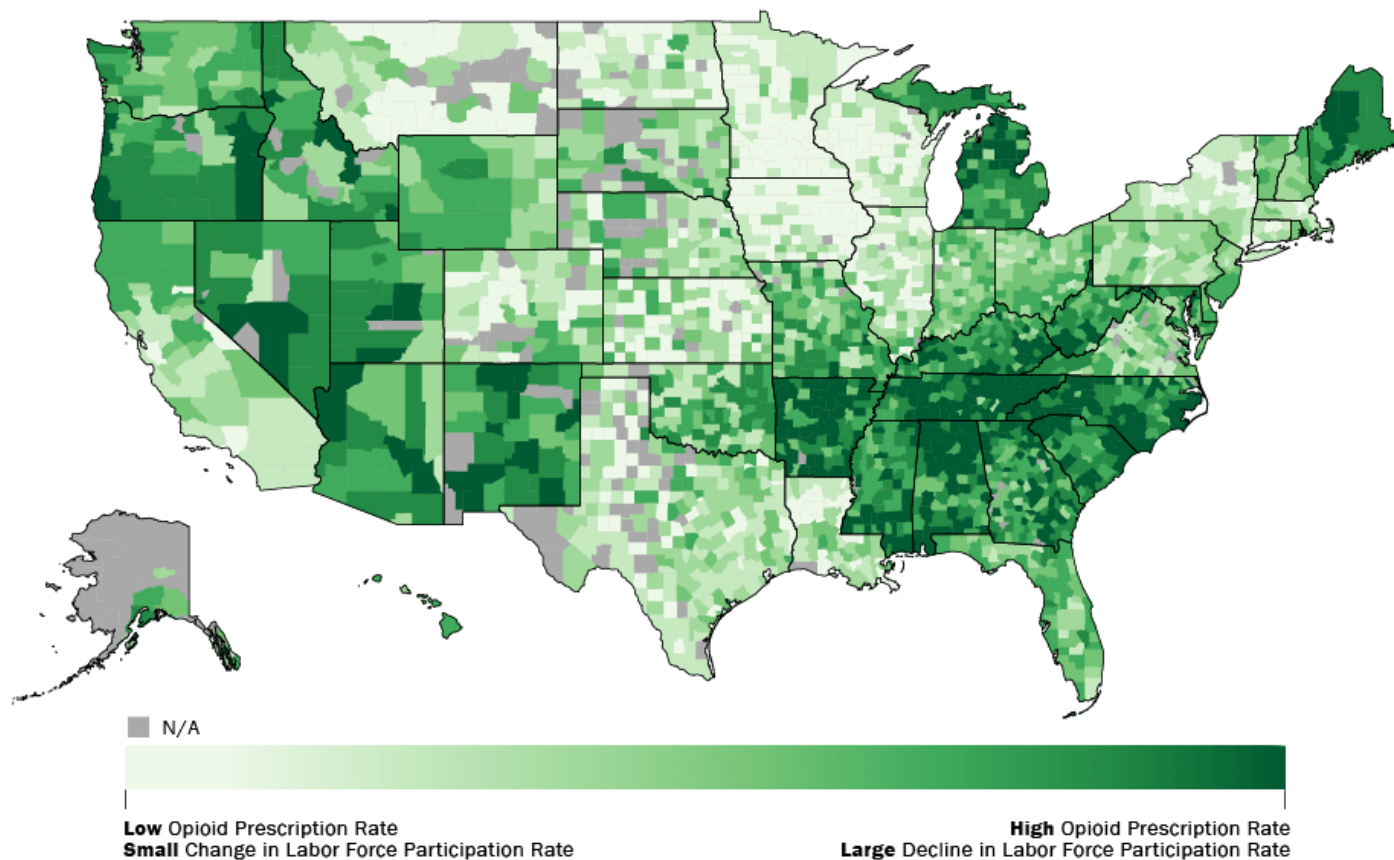 N/A
Low Opioid Prescription Rate
Small Change in Labor Force Participation Rate
High Opioid Prescription Rate
Large Decline in Labor Force Participation Rate